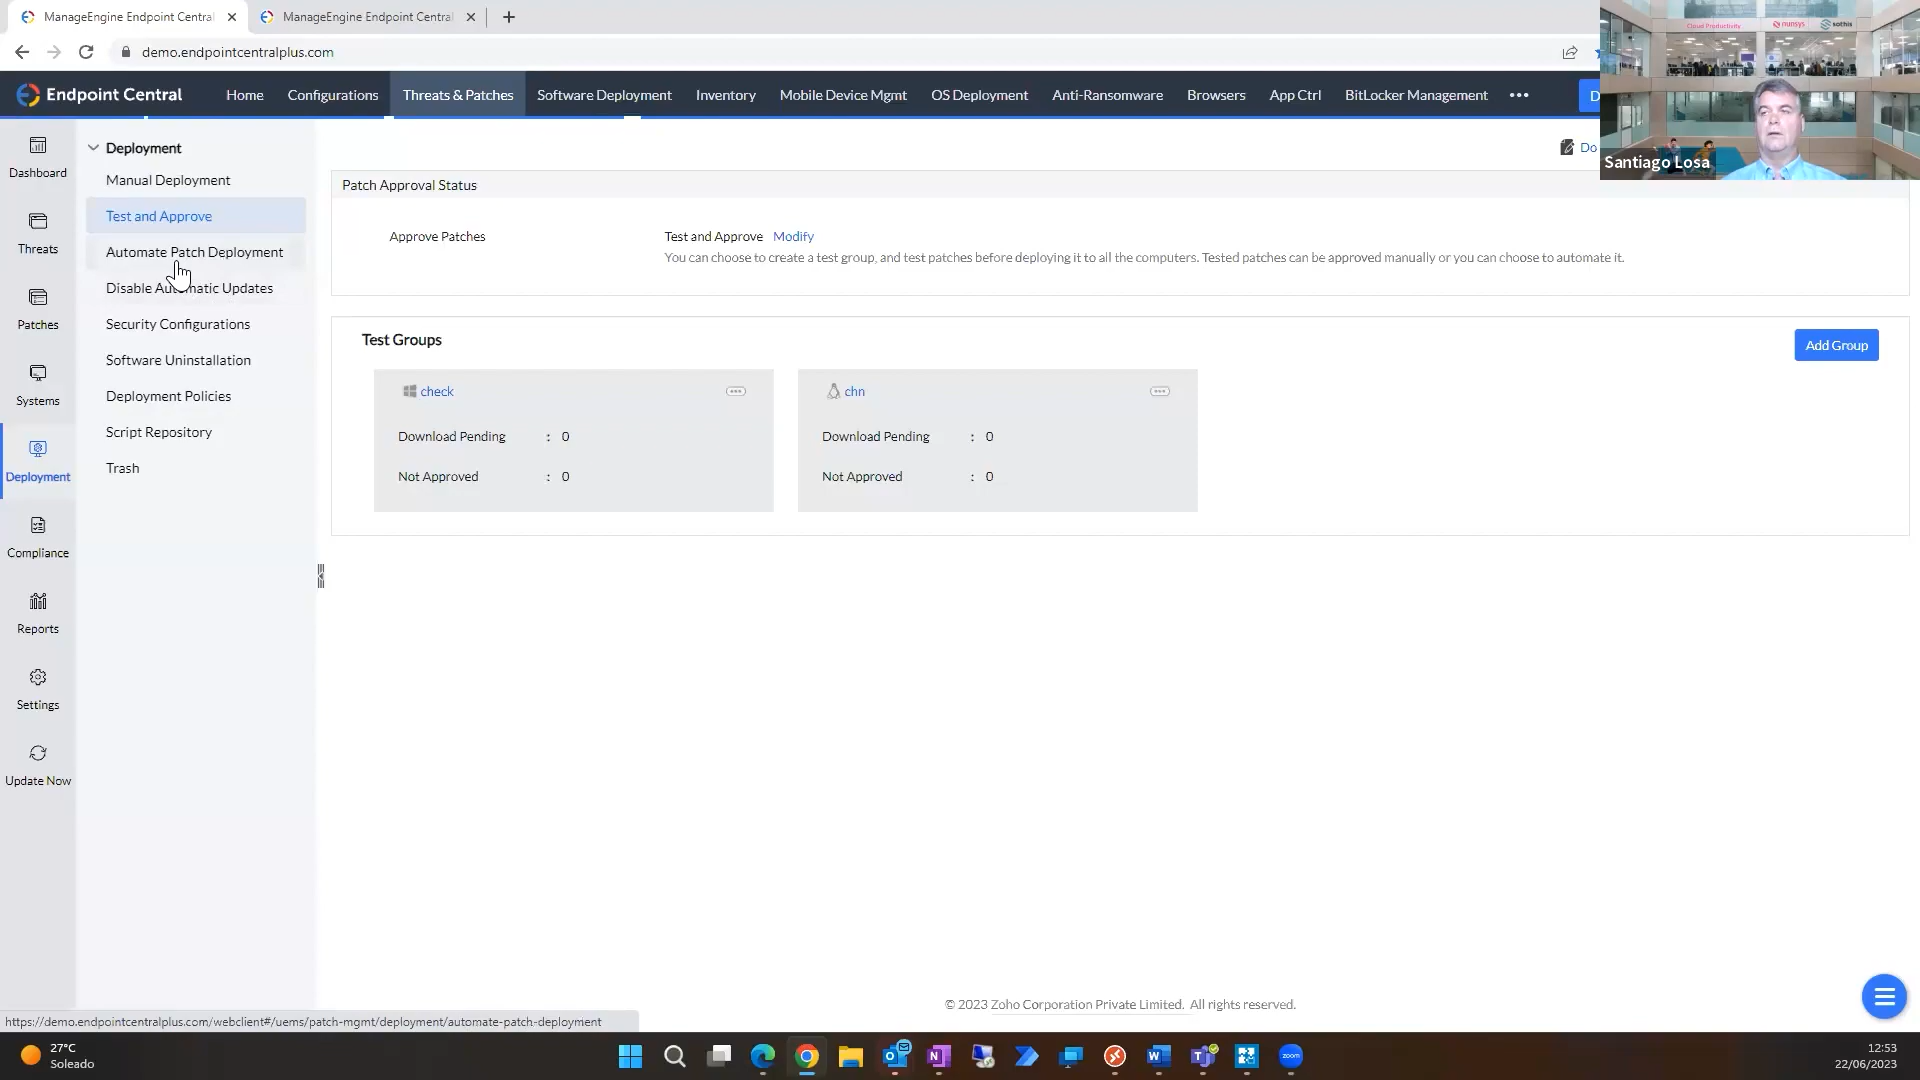 ManageEngine Endpoint Central
ManageEngine Endpoint Central
demo.endpointcentralplus.com
Endpoint Central
Home
Configurations
Threats & Patches
Software Deployment
Inventory
Mobile Device Mgmt
OS Deployment
Anti-Ransomware
Browsers
App Ctrl
BitLocker Management
D
Cloud Productivity
nunsys
sothis
Santiago Losa
Dashboard
Threats
Patches
Systems
Deployment
Compliance
Reports
Settings
Update Now
Deployment
Manual Deployment
Test and Approve
Automate Patch Deployment
Disable Automatic Updates
Security Configurations
Software Uninstallation
Deployment Policies
Script Repository
Trash
Do
Patch Approval Status
Approve Patches
Test and Approve Modify
You can choose to create a test group, and test patches before deploying it to all the computers. Tested patches can be approved manually or you can choose to automate it.
Test Groups
Add Group
check
Download Pending : 0
Not Approved : 0
chn
Download Pending : 0
Not Approved : 0
© 2023 Zoho Corporation Private Limited. All rights reserved.
https://demo.endpointcentralplus.com/webclient#/uems/patch-mgmt/deployment/automate-patch-deployment
27°C
Soleado
zoom
12:53
22/06/2023